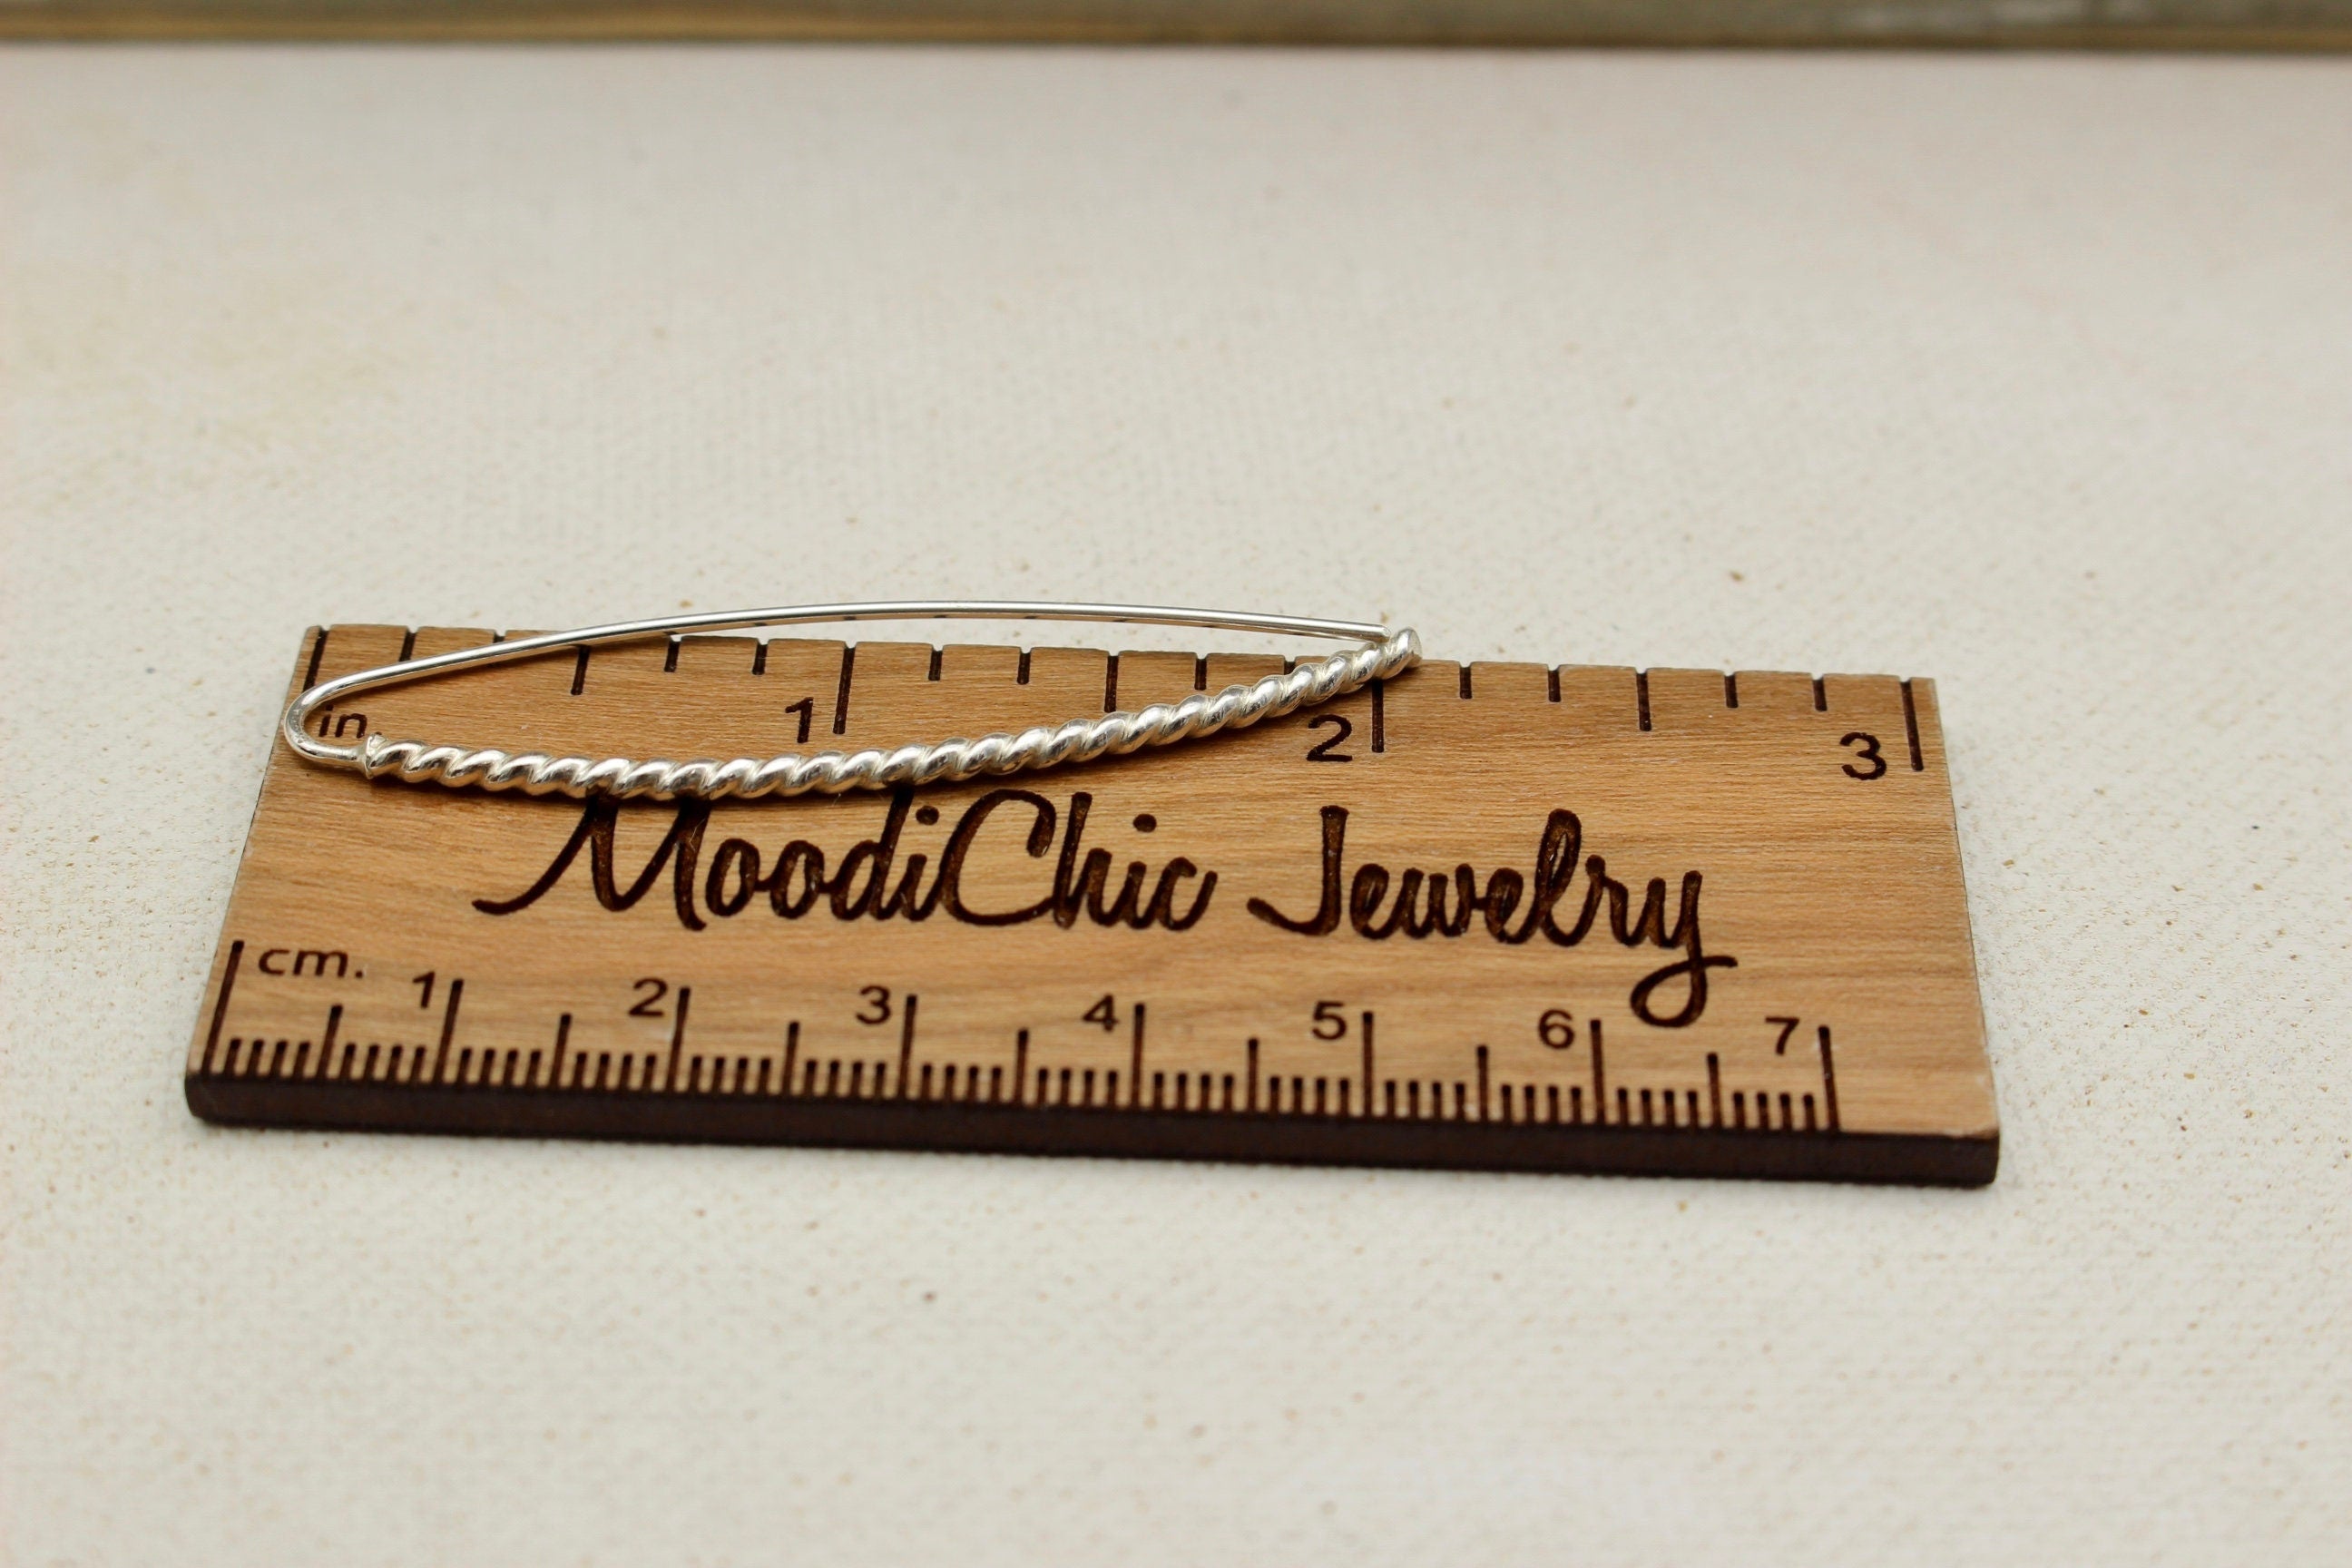 in. 1 2 3
MoodiChic Jewelry
cm. 1 2 3 4 5 6 7